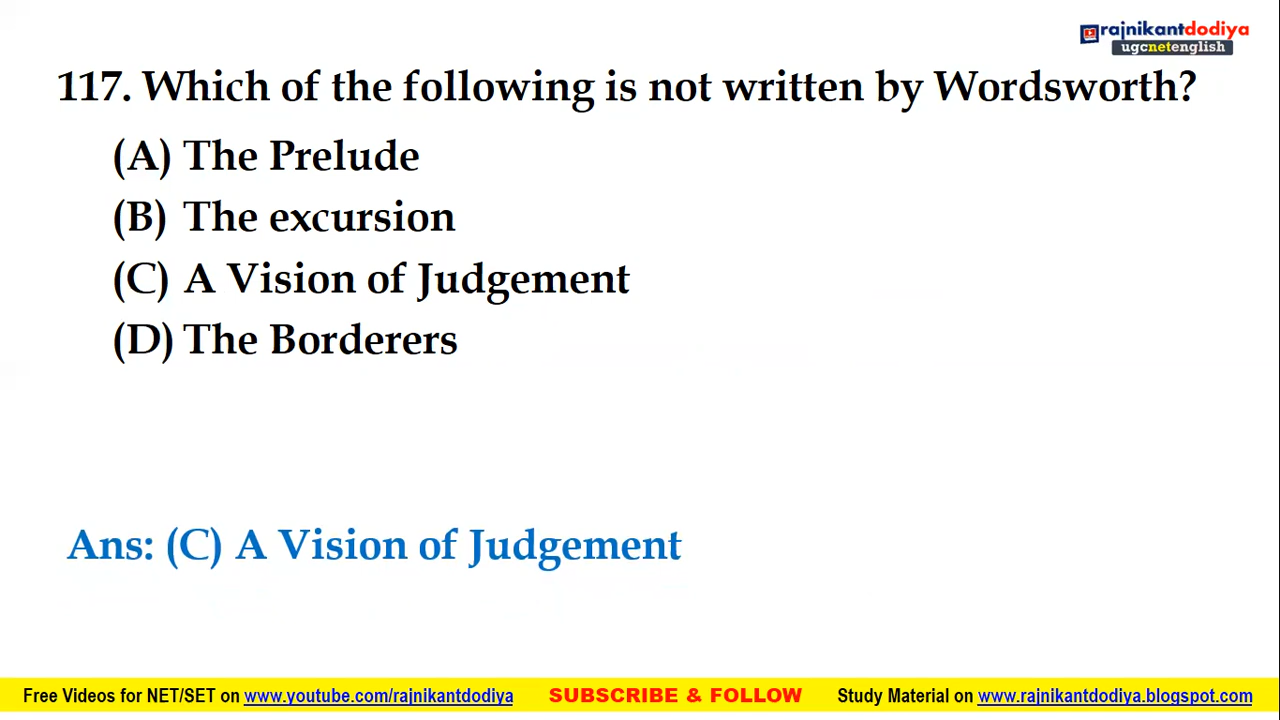 rajnikantdodiya
ugcnetenglish
117. Which of the following is not written by Wordsworth?
(A) The Prelude
(B) The excursion
(C) A Vision of Judgement
(D) The Borderers
Ans: (C) A Vision of Judgement
Free Videos for NET/SET on www.youtube.com/rajnikantdodiya SUBSCRIBE & FOLLOW Study Material on www.rajnikantdodiya.blogspot.com